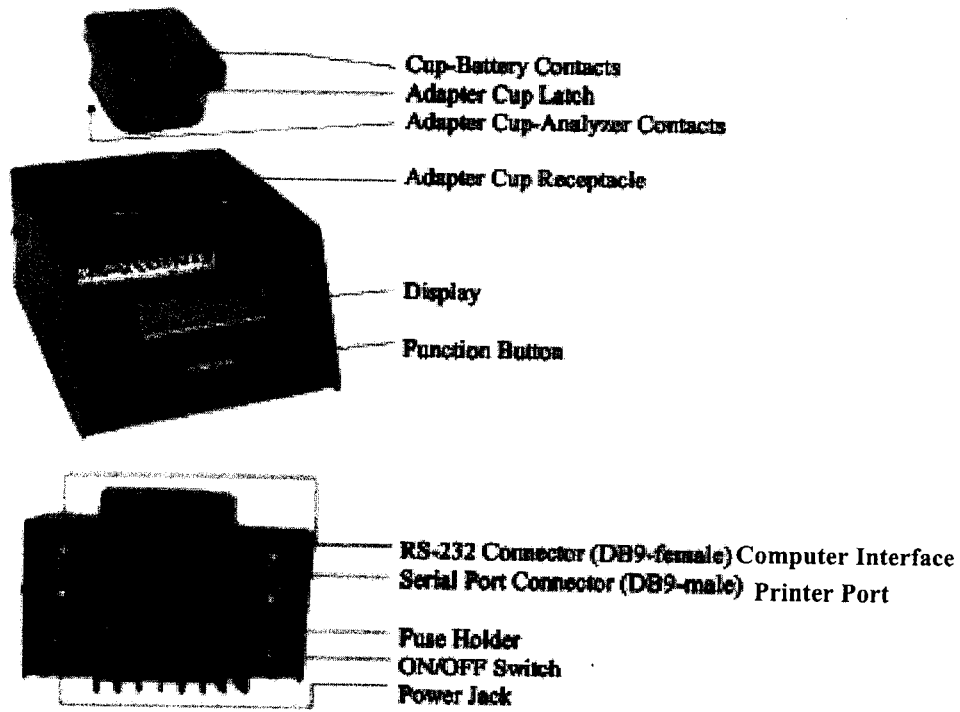 Cup-Battery Contacts
Adapter Cup Latch
Adapter Cup-Analyzer Contacts
Adapter Cup Receptacle
Display
Function Button
RS-232 Connector (DB9-female) Computer Interface
Serial Port Connector (DB9-male) Printer Port
Fuse Holder
ON/OFF Switch
Power Jack